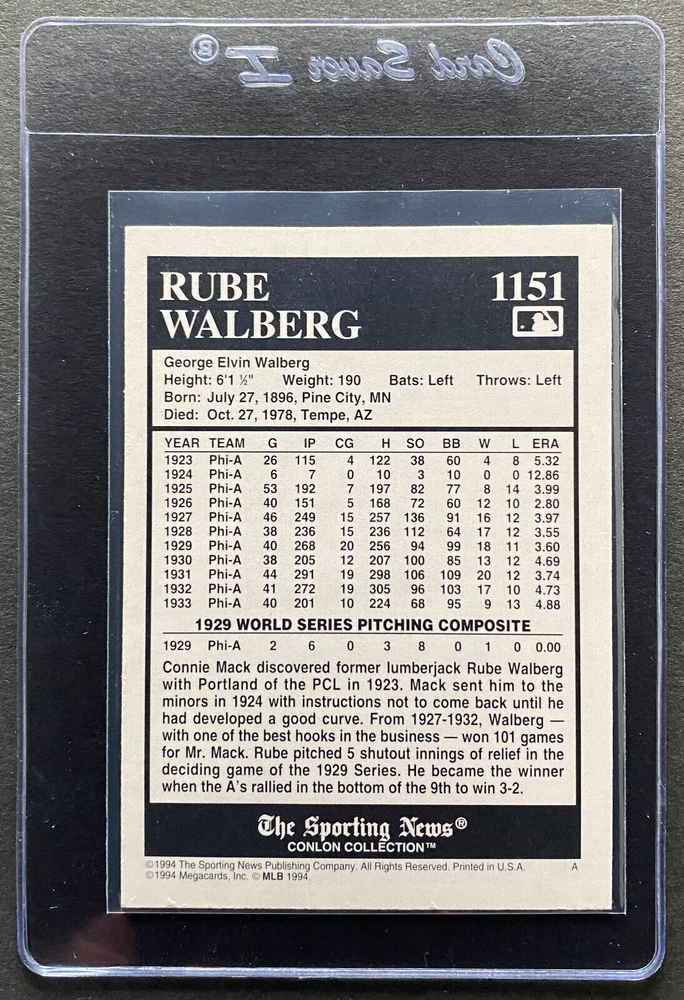 Card Saver I®
RUBE 1151
WALBERG
George Elvin Walberg
Height: 6'1 ½" Weight: 190 Bats: Left Throws: Left
Born: July 27, 1896, Pine City, MN
Died: Oct. 27, 1978, Tempe, AZ
YEAR TEAM G IP CG H SO BB W L ERA
1923 Phi-A 26 115 4 122 38 60 4 8 5.32
1924 Phi-A 6 7 0 10 3 10 0 0 12.86
1925 Phi-A 53 192 7 197 82 77 8 14 3.99
1926 Phi-A 40 151 5 168 72 60 12 10 2.80
1927 Phi-A 46 249 15 257 136 91 16 12 3.97
1928 Phi-A 38 236 15 236 112 64 17 12 3.55
1929 Phi-A 40 268 20 256 94 99 18 11 3.60
1930 Phi-A 38 205 12 207 100 85 13 12 4.69
1931 Phi-A 44 291 19 298 106 109 20 12 3.74
1932 Phi-A 41 272 19 305 96 103 17 10 4.73
1933 Phi-A 40 201 10 224 68 95 9 13 4.88
1929 WORLD SERIES PITCHING COMPOSITE
1929 Phi-A 2 6 0 3 8 0 1 0 0.00
Connie Mack discovered former lumberjack Rube Walberg
with Portland of the PCL in 1923. Mack sent him to the
minors in 1924 with instructions not to come back until he
had developed a good curve. From 1927-1932, Walberg —
with one of the best hooks in the business — won 101 games
for Mr. Mack. Rube pitched 5 shutout innings of relief in the
deciding game of the 1929 Series. He became the winner
when the A's rallied in the bottom of the 9th to win 3-2.
The Sporting News®
CONLON COLLECTION™
©1994 The Sporting News Publishing Company. All Rights Reserved. Printed in U.S.A. A
©1994 Megacards, Inc. © MLB 1994.